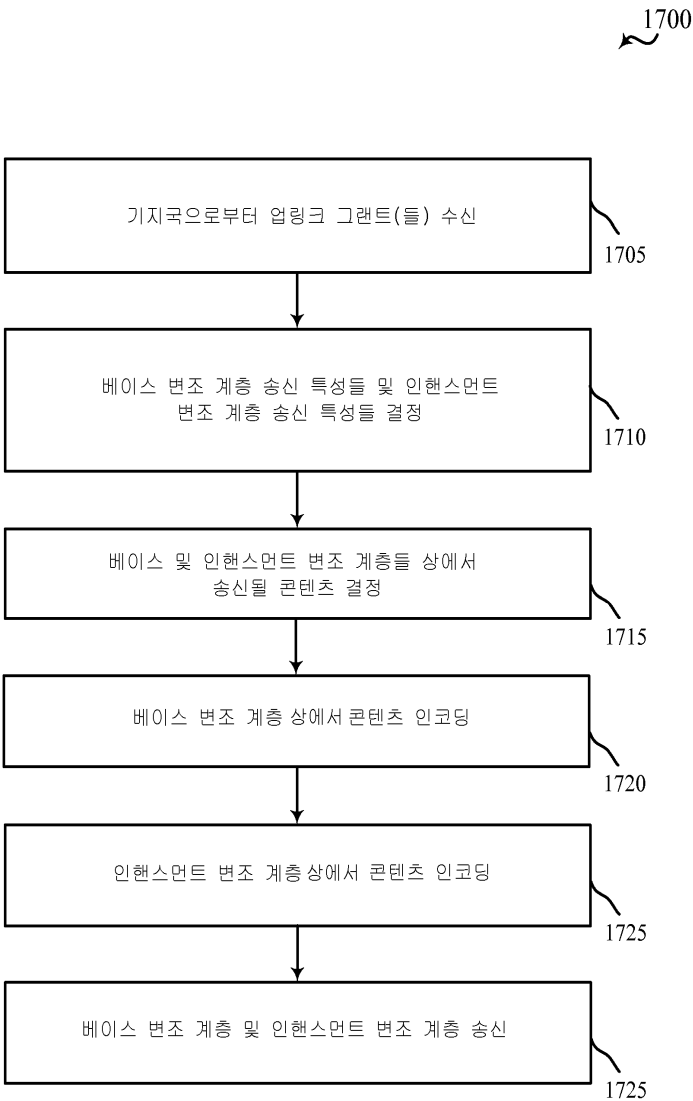 1700
기지국으로부터 업링크 그랜트(들) 수신
1705
베이스 변조 계층 송신 특성들 및 인핸스먼트
변조 계층 송신 특성들 결정
1710
베이스 및 인핸스먼트 변조 계층들 상에서
송신될 콘텐츠 결정
1715
베이스 변조 계층 상에서 콘텐츠 인코딩
1720
인핸스먼트 변조 계층 상에서 콘텐츠 인코딩
1725
베이스 변조 계층 및 인핸스먼트 변조 계층 송신
1725